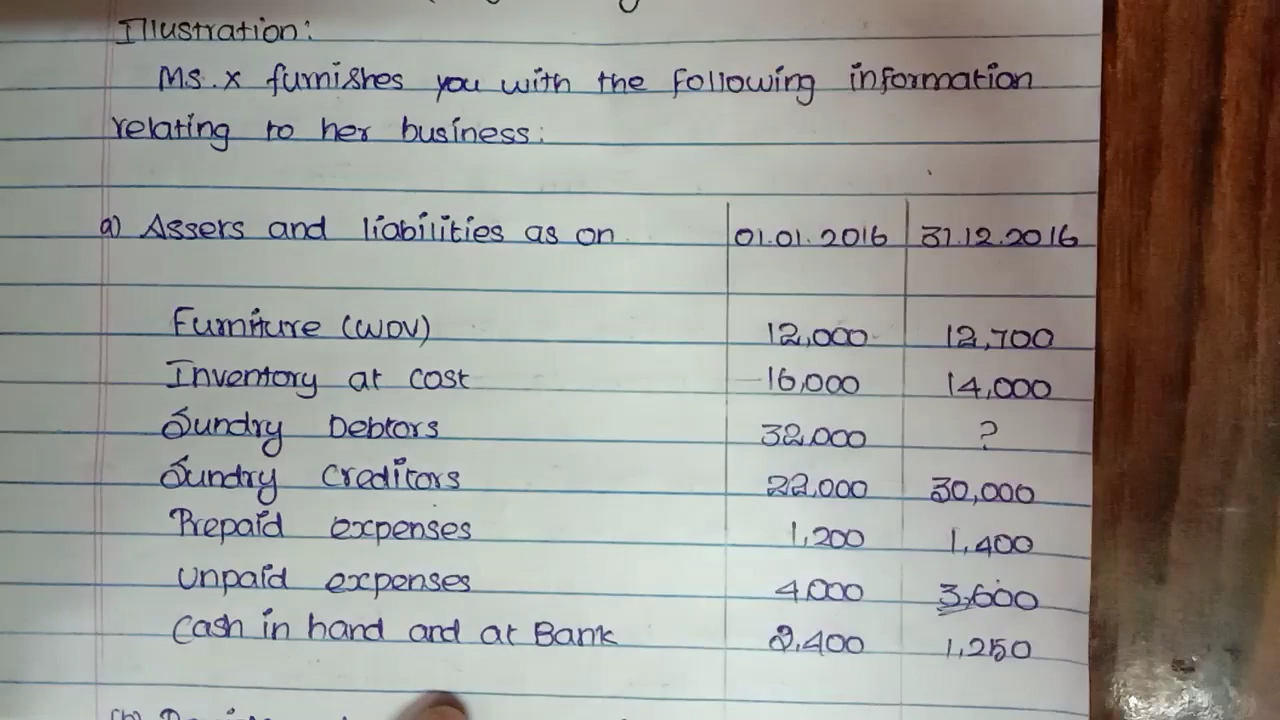 Illustration:
Ms. X furnishes you with the following information
relating to her business:
a) Assers and liabilities as on 01.01.2016 31.12.2016
Furniture (WDV) 12,000 12,700
Inventory at cost 16,000 14,000
Sundry Debtors 32,000 ?
Sundry Creditors 22,000 30,000
Prepaid expenses 1,200 1,400
Unpaid expenses 4,000 3,600
Cash in hand and at Bank 2,400 1,250